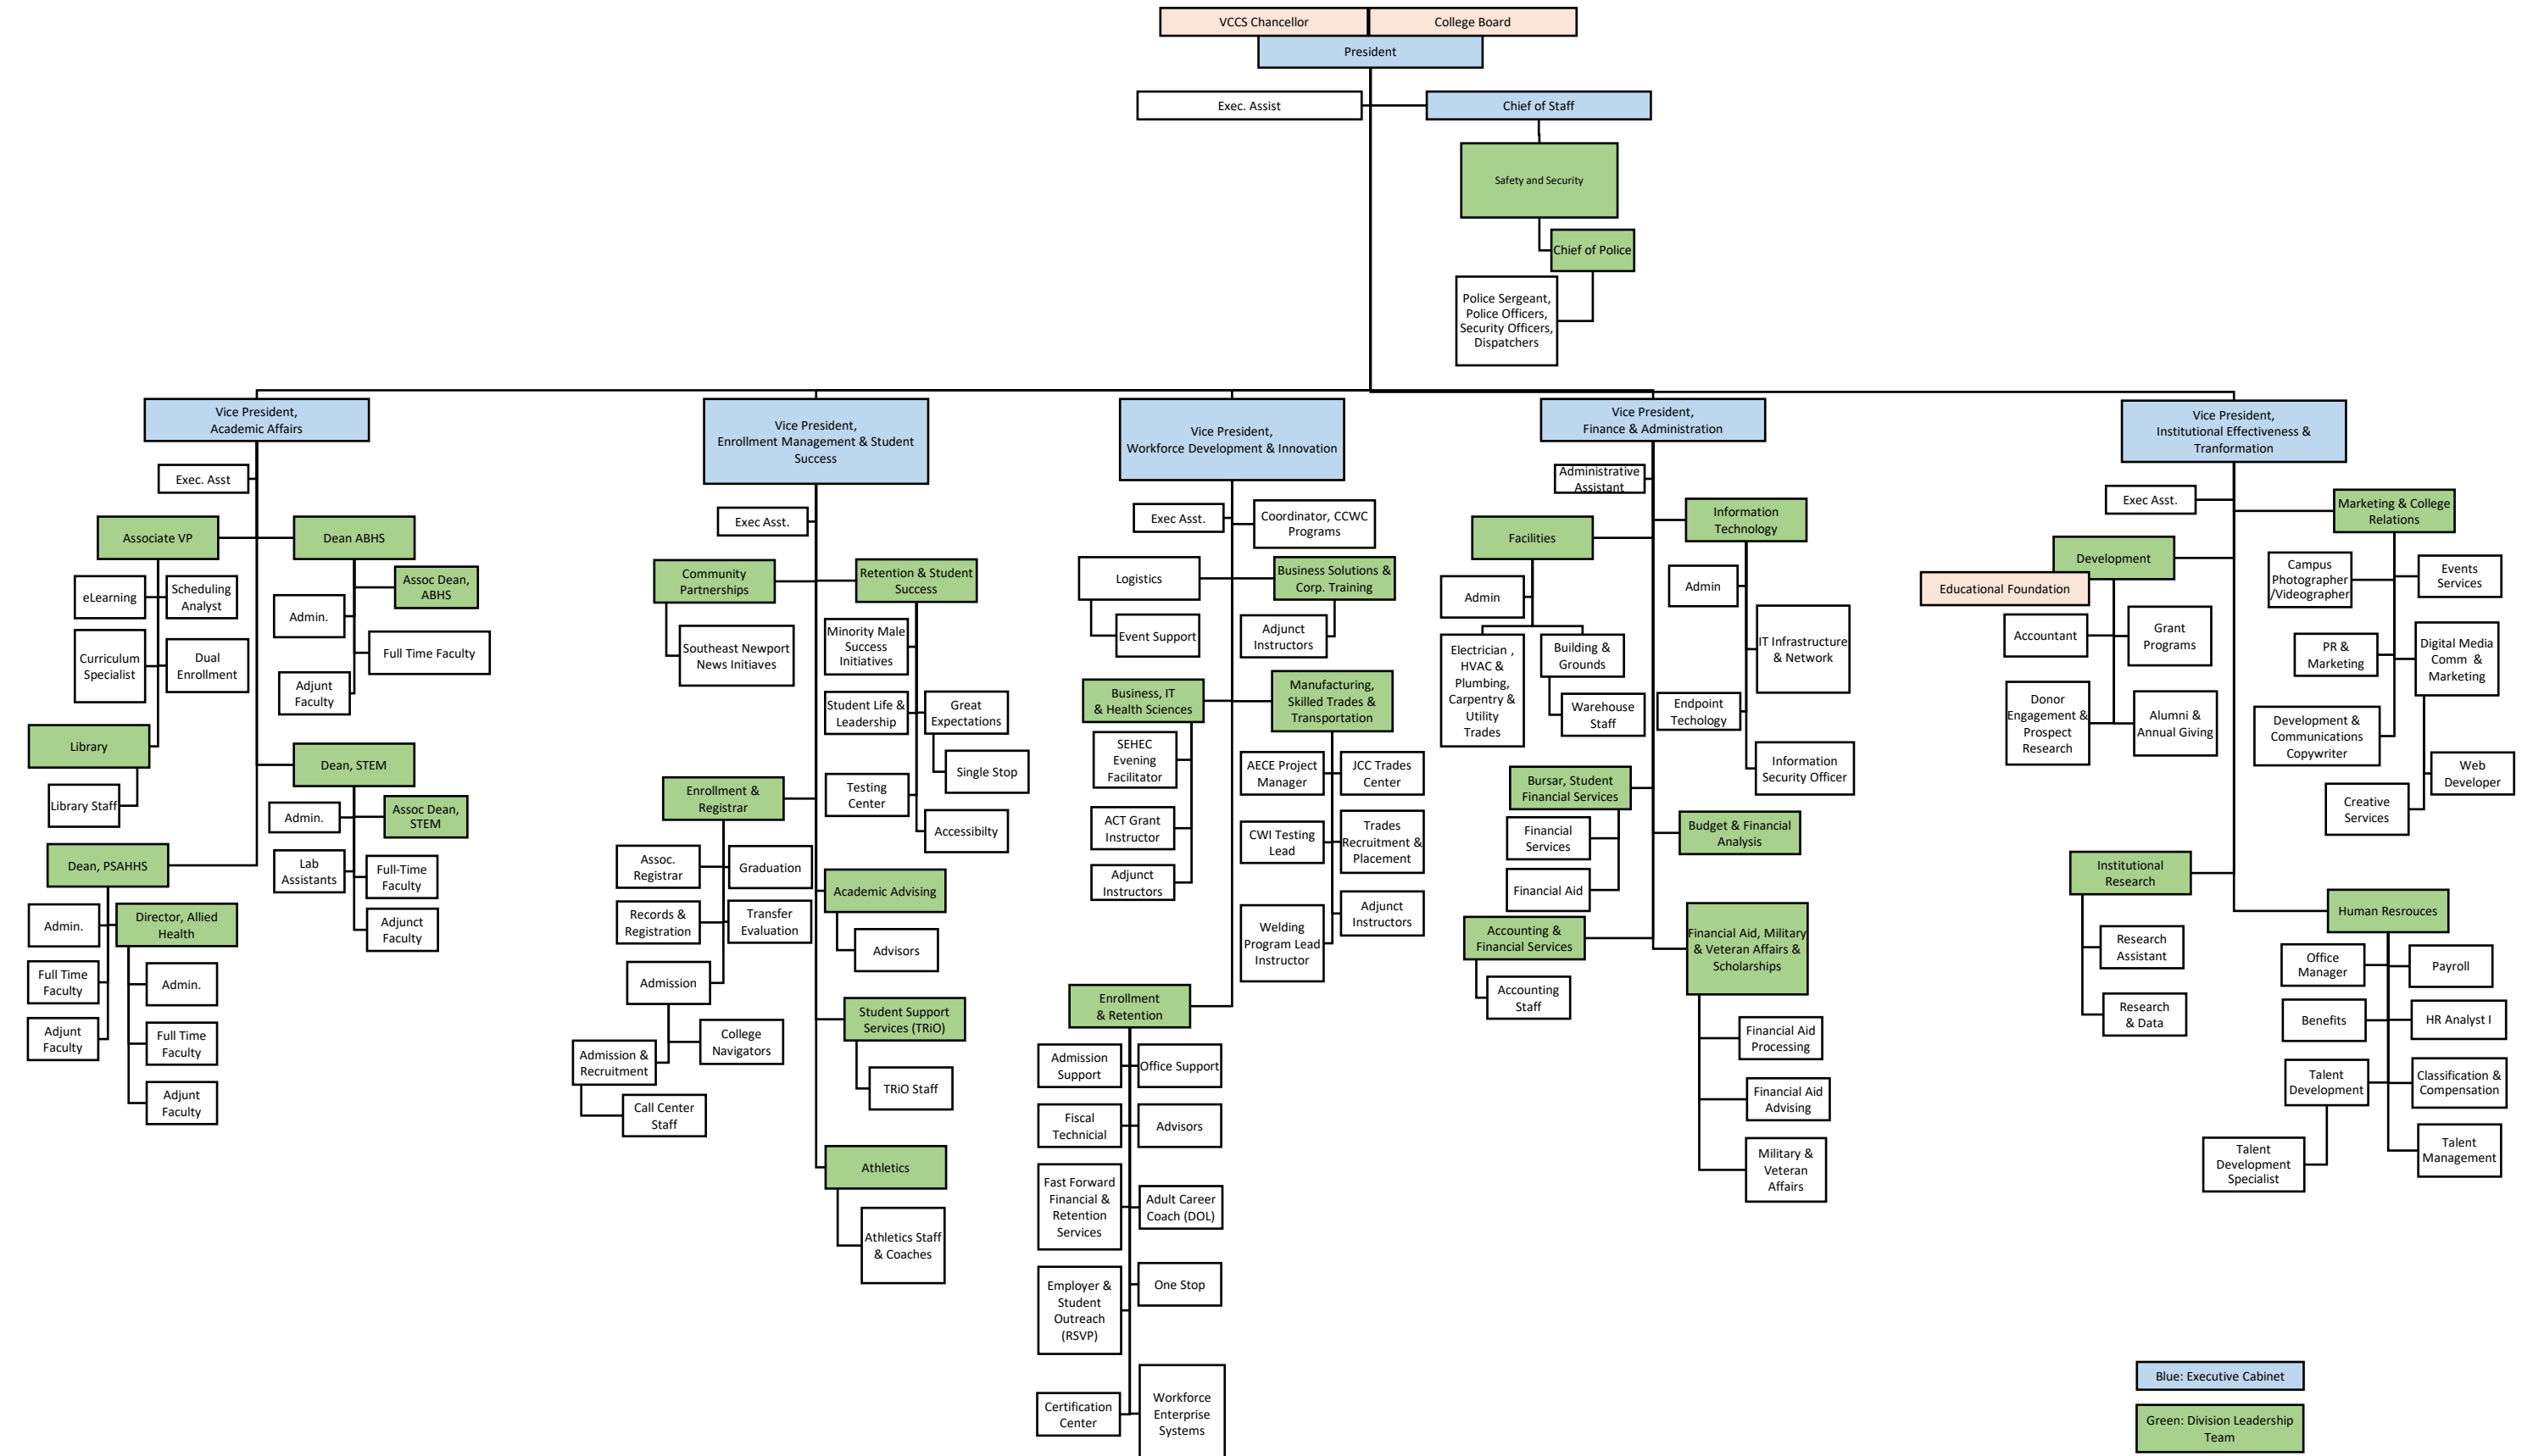 VCCS Chancellor
College Board
President
Exec. Assist
Chief of Staff
Safety and Security
Chief of Police
Police Sergeant,
Police Officers,
Security Officers,
Dispatchers
Vice President,
Academic Affairs
Exec. Asst
Associate VP
Dean ABHS
eLearning
Scheduling
Analyst
Assoc Dean,
ABHS
Admin.
Curriculum
Specialist
Dual
Enrollment
Full Time Faculty
Adjunt
Faculty
Library
Library Staff
Dean, STEM
Admin.
Assoc Dean,
STEM
Lab
Assistants
Full-Time
Faculty
Adjunct
Faculty
Dean, PSAHHS
Admin.
Director, Allied
Health
Full Time
Faculty
Admin.
Adjunt
Faculty
Full Time
Faculty
Adjunt
Faculty
Vice President,
Enrollment Management & Student
Success
Exec Asst.
Community
Partnerships
Retention & Student
Success
Southeast Newport
News Initiaves
Minority Male
Success
Initiatives
Student Life &
Leadership
Great
Expectations
Single Stop
Testing
Center
Accessibilty
Enrollment &
Registrar
Assoc.
Registrar
Graduation
Records &
Registration
Transfer
Evaluation
Admission
College
Navigators
Admission &
Recruitment
Call Center
Staff
Academic Advising
Advisors
Student Support
Services (TRiO)
TRiO Staff
Athletics
Athletics Staff
& Coaches
Vice President,
Workforce Development & Innovation
Exec Asst.
Coordinator, CCWC
Programs
Logistics
Business Solutions &
Corp. Training
Event Support
Adjunct
Instructors
Business, IT
& Health Sciences
Manufacturing,
Skilled Trades &
Transportation
SEHEC
Evening
Facilitator
ACT Grant
Instructor
Adjunct
Instructors
AECE Project
Manager
JCC Trades
Center
CWI Testing
Lead
Trades
Recruitment &
Placement
Welding
Program Lead
Instructor
Adjunct
Instructors
Enrollment
& Retention
Admission
Support
Office Support
Fiscal
Technicial
Advisors
Fast Forward
Financial &
Retention
Services
Adult Career
Coach (DOL)
Employer &
Student
Outreach
(RSVP)
One Stop
Certification
Center
Workforce
Enterprise
Systems
Vice President,
Finance & Administration
Administrative
Assistant
Facilities
Information
Technology
Admin
Electrician ,
HVAC &
Plumbing,
Carpentry &
Utility
Trades
Building &
Grounds
Warehouse
Staff
Admin
IT Infrastructure
& Network
Endpoint
Techology
Information
Security Officer
Bursar, Student
Financial Services
Financial
Services
Financial Aid
Budget & Financial
Analysis
Accounting &
Financial Services
Accounting
Staff
Financial Aid, Military
& Veteran Affairs &
Scholarships
Financial Aid
Processing
Financial Aid
Advising
Military &
Veteran
Affairs
Vice President,
Institutional Effectiveness &
Tranformation
Exec Asst.
Marketing & College
Relations
Development
Educational Foundation
Accountant
Grant
Programs
Donor
Engagement &
Prospect
Research
Alumni &
Annual Giving
Campus
Photographer
/Videographer
Events
Services
PR &
Marketing
Digital Media
Comm & 
Marketing
Development &
Communications
Copywriter
Web
Developer
Creative
Services
Institutional
Research
Research
Assistant
Research
& Data
Human Resrouces
Office
Manager
Payroll
Benefits
HR Analyst I
Talent
Development
Classification &
Compensation
Talent
Development
Specialist
Talent
Management
Blue: Executive Cabinet
Green: Division Leadership
Team